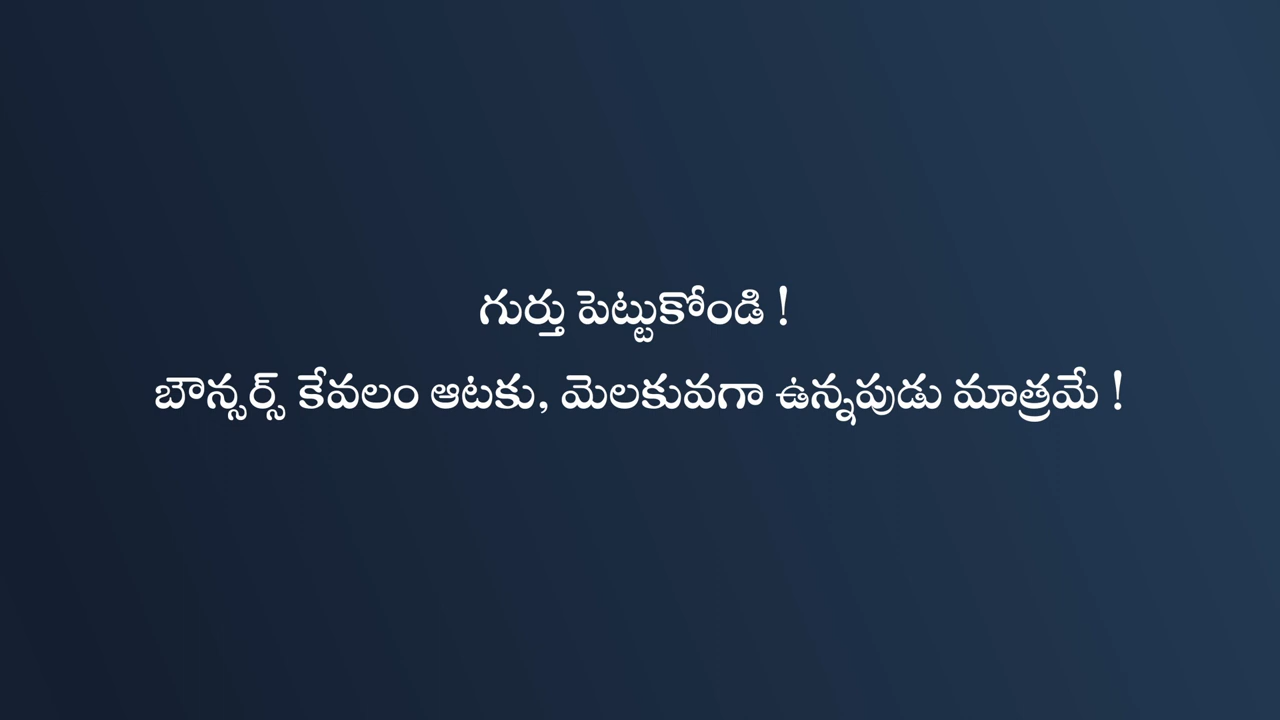 గుర్తు పెట్టుకోండి !
బౌన్సర్స్ కేవలం ఆటకు, మెలకువగా ఉన్నపుడు మాత్రమే !